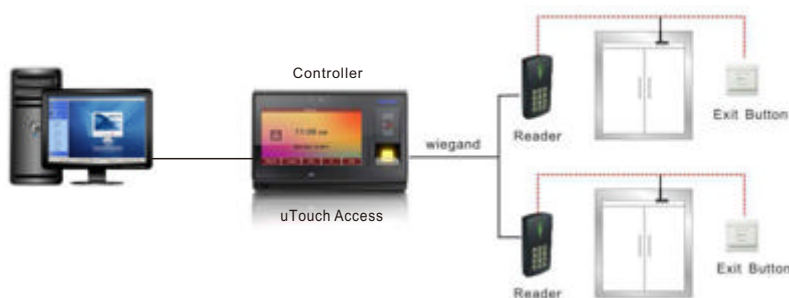 Controller
uTouch Access
wiegand
Reader
Exit Button
Reader
Exit Button